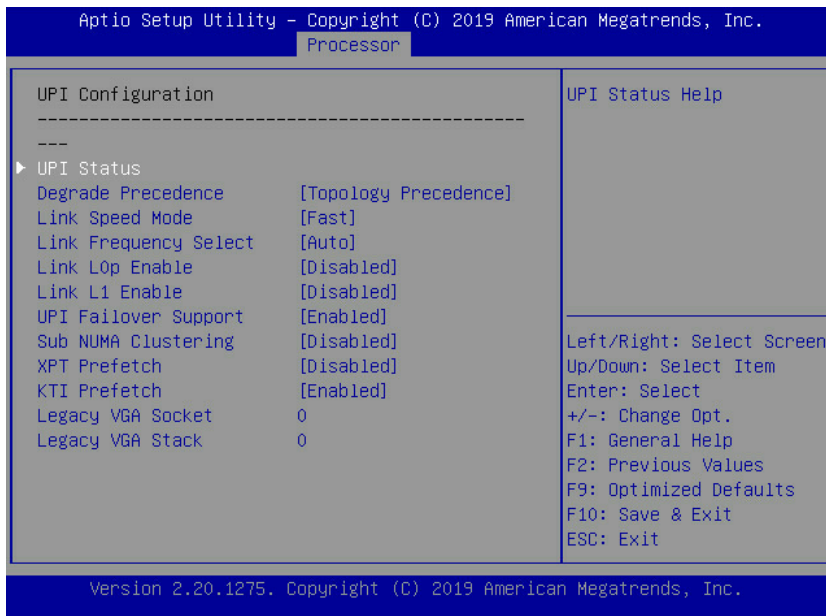 Aptio Setup Utility – Copyright (C) 2019 American Megatrends, Inc.
Processor
UPI Configuration
-----------------------------------------------
---
UPI Status
Degrade Precedence [Topology Precedence]
Link Speed Mode [Fast]
Link Frequency Select [Auto]
Link L0p Enable [Disabled]
Link L1 Enable [Disabled]
UPI Failover Support [Enabled]
Sub NUMA Clustering [Disabled]
XPT Prefetch [Disabled]
KTI Prefetch [Enabled]
Legacy VGA Socket 0
Legacy VGA Stack 0
UPI Status Help
Left/Right: Select Screen
Up/Down: Select Item
Enter: Select
+/-: Change Opt.
F1: General Help
F2: Previous Values
F9: Optimized Defaults
F10: Save & Exit
ESC: Exit
Version 2.20.1275. Copyright (C) 2019 American Megatrends, Inc.